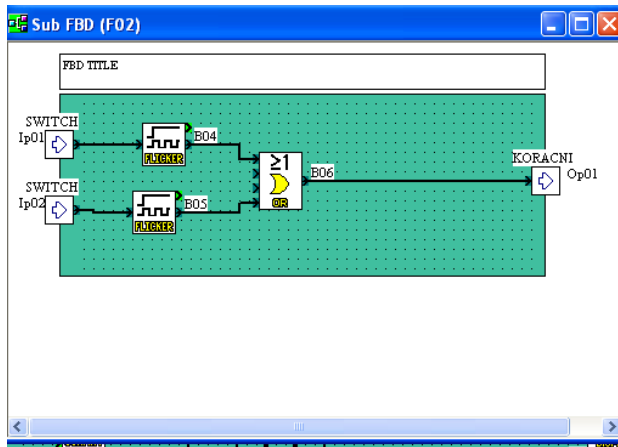 Sub FBD (F02)
FBD TITLE
SWITCH
Ip01
B04
FLICKER
≥1
OR
B06
KORACNI
Op01
SWITCH
Ip02
B05
FLICKER